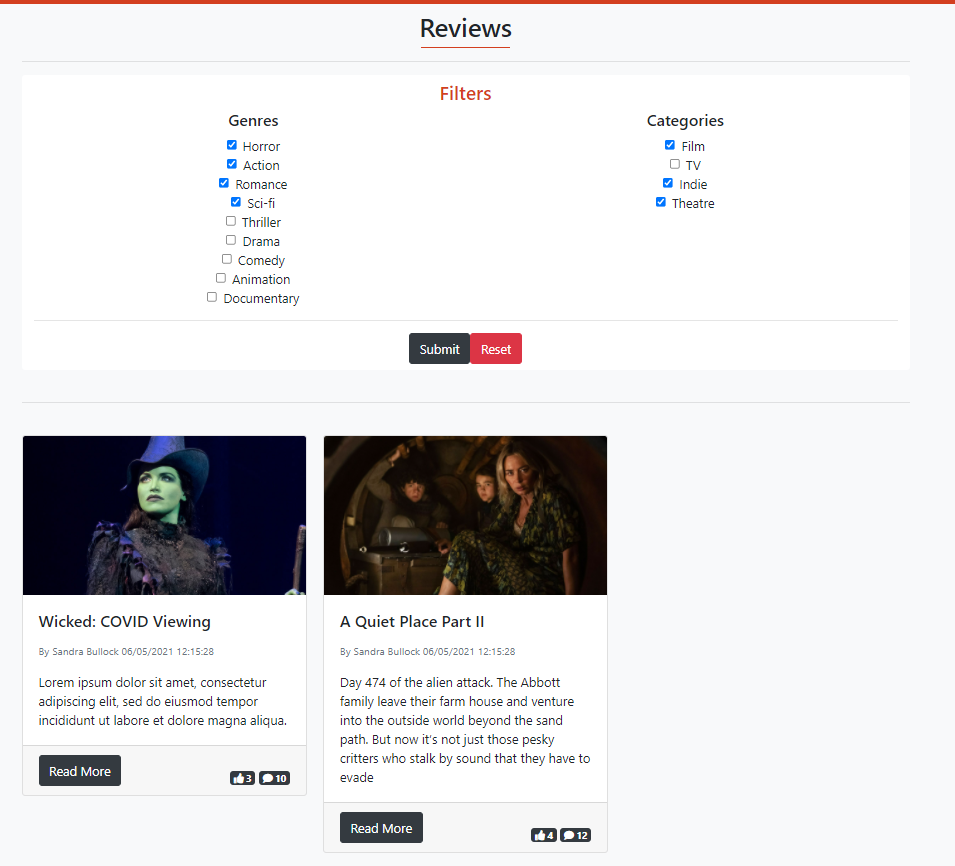 Reviews
Filters
Genres
Horror
Action
Romance
Sci-fi
Thriller
Drama
Comedy
Animation
Documentary
Categories
Film
TV
Indie
Theatre
Submit
Reset
Wicked: COVID Viewing
By Sandra Bullock 06/05/2021 12:15:28
Lorem ipsum dolor sit amet, consectetur
adipiscing elit, sed do eiusmod tempor
incididunt ut labore et dolore magna aliqua.
Read More
3
10
A Quiet Place Part II
By Sandra Bullock 06/05/2021 12:15:28
Day 474 of the alien attack. The Abbott
family leave their farm house and venture
into the outside world beyond the sand
path. But now it's not just those pesky
critters who stalk by sound that they have to
evade
Read More
4
12